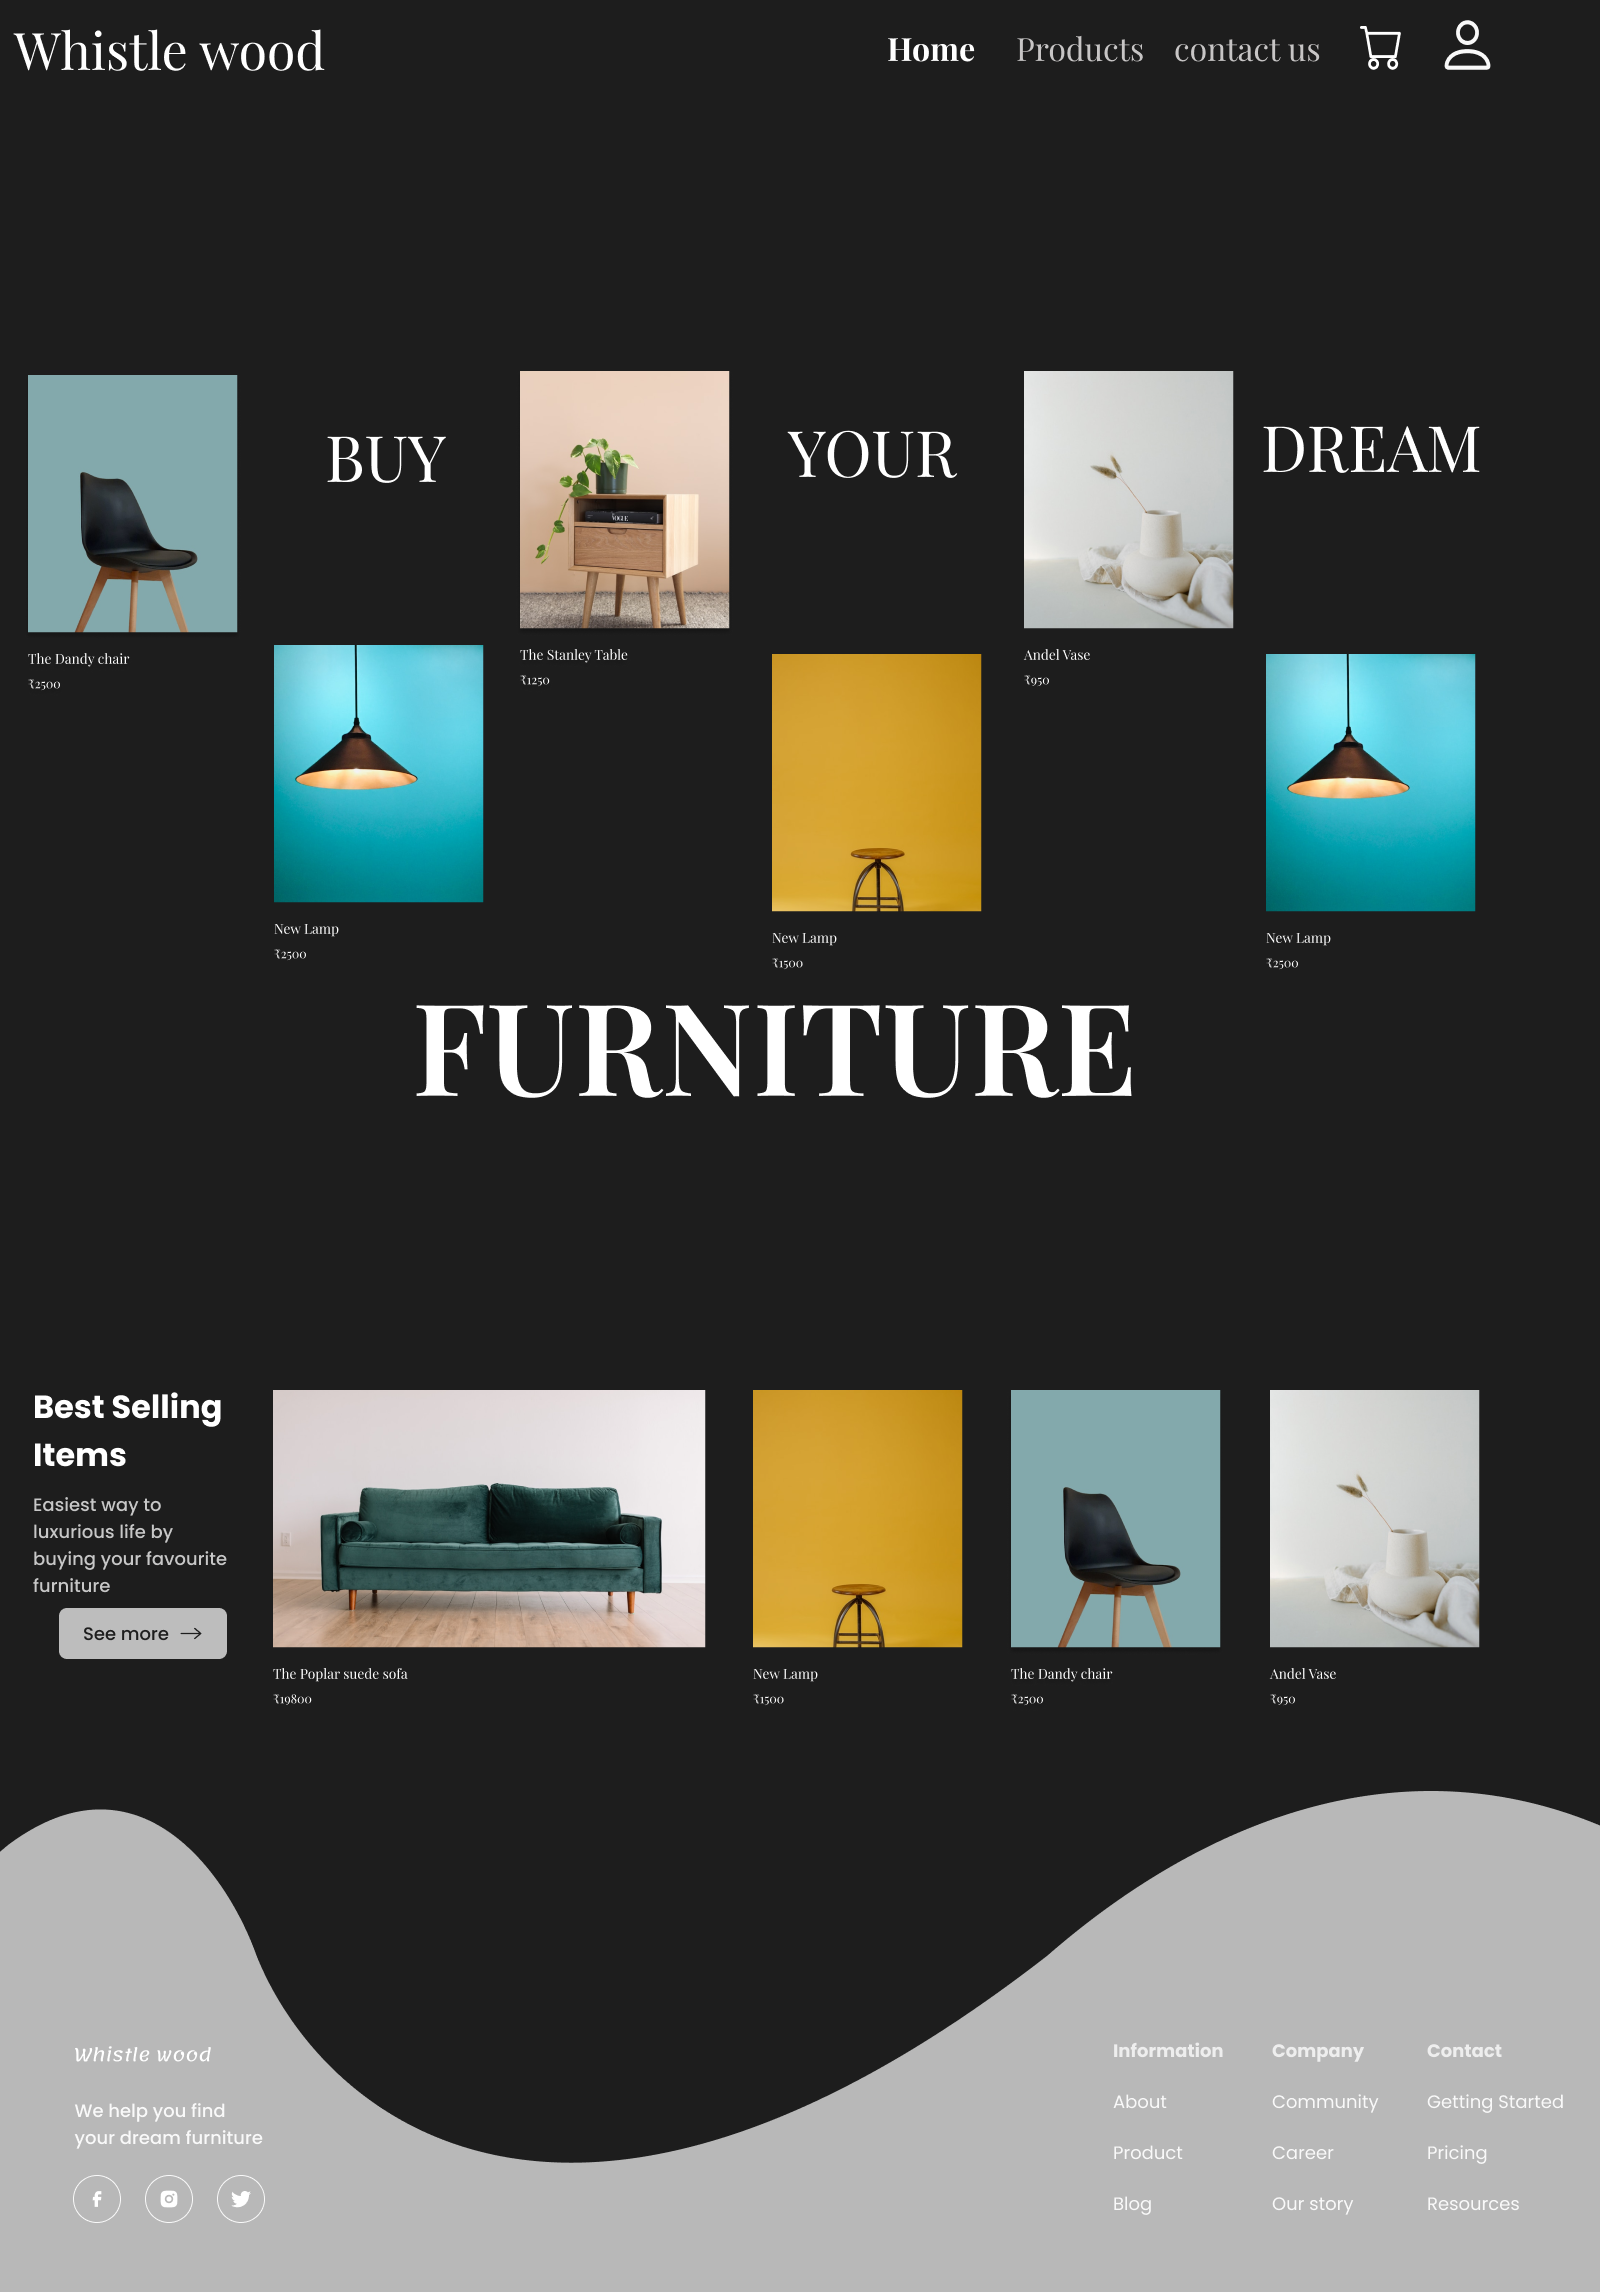 Whistle wood
Home
Products
contact us
BUY
YOUR
DREAM
VOGUE
The Dandy chair
₹2500
The Stanley Table
₹1250
Andel Vase
₹950
New Lamp
₹2500
New Lamp
₹1500
New Lamp
₹2500
FURNITURE
Best Selling
Items
Easiest way to
luxurious life by
buying your favourite
furniture
See more
The Poplar suede sofa
₹19800
New Lamp
₹1500
The Dandy chair
₹2500
Andel Vase
₹950
Whistle wood
We help you find
your dream furniture
Information
About
Product
Blog
Company
Community
Career
Our story
Contact
Getting Started
Pricing
Resources